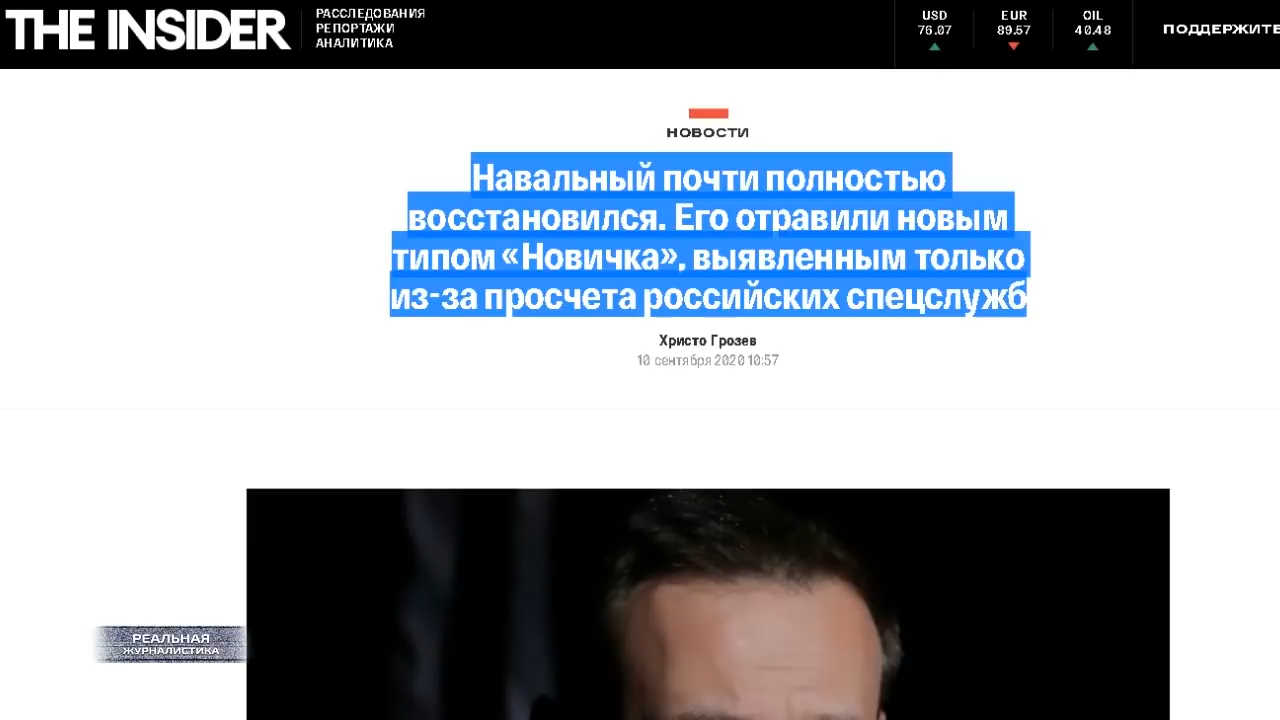 THE INSIDER
РАССЛЕДОВАНИЯ
РЕПОРТАЖИ
АНАЛИТИКА
USD
76.07
EUR
89.57
OIL
40.48
ПОДДЕРЖИТЕ
НОВОСТИ
Навальный почти полностью
восстановился. Его отравили новым
типом «Новичка», выявленным только
из-за просчета российских спецслужб
Христо Грозев
10 сентября 2020 10:57
РЕАЛЬНАЯ
ЖУРНАЛИСТИКА